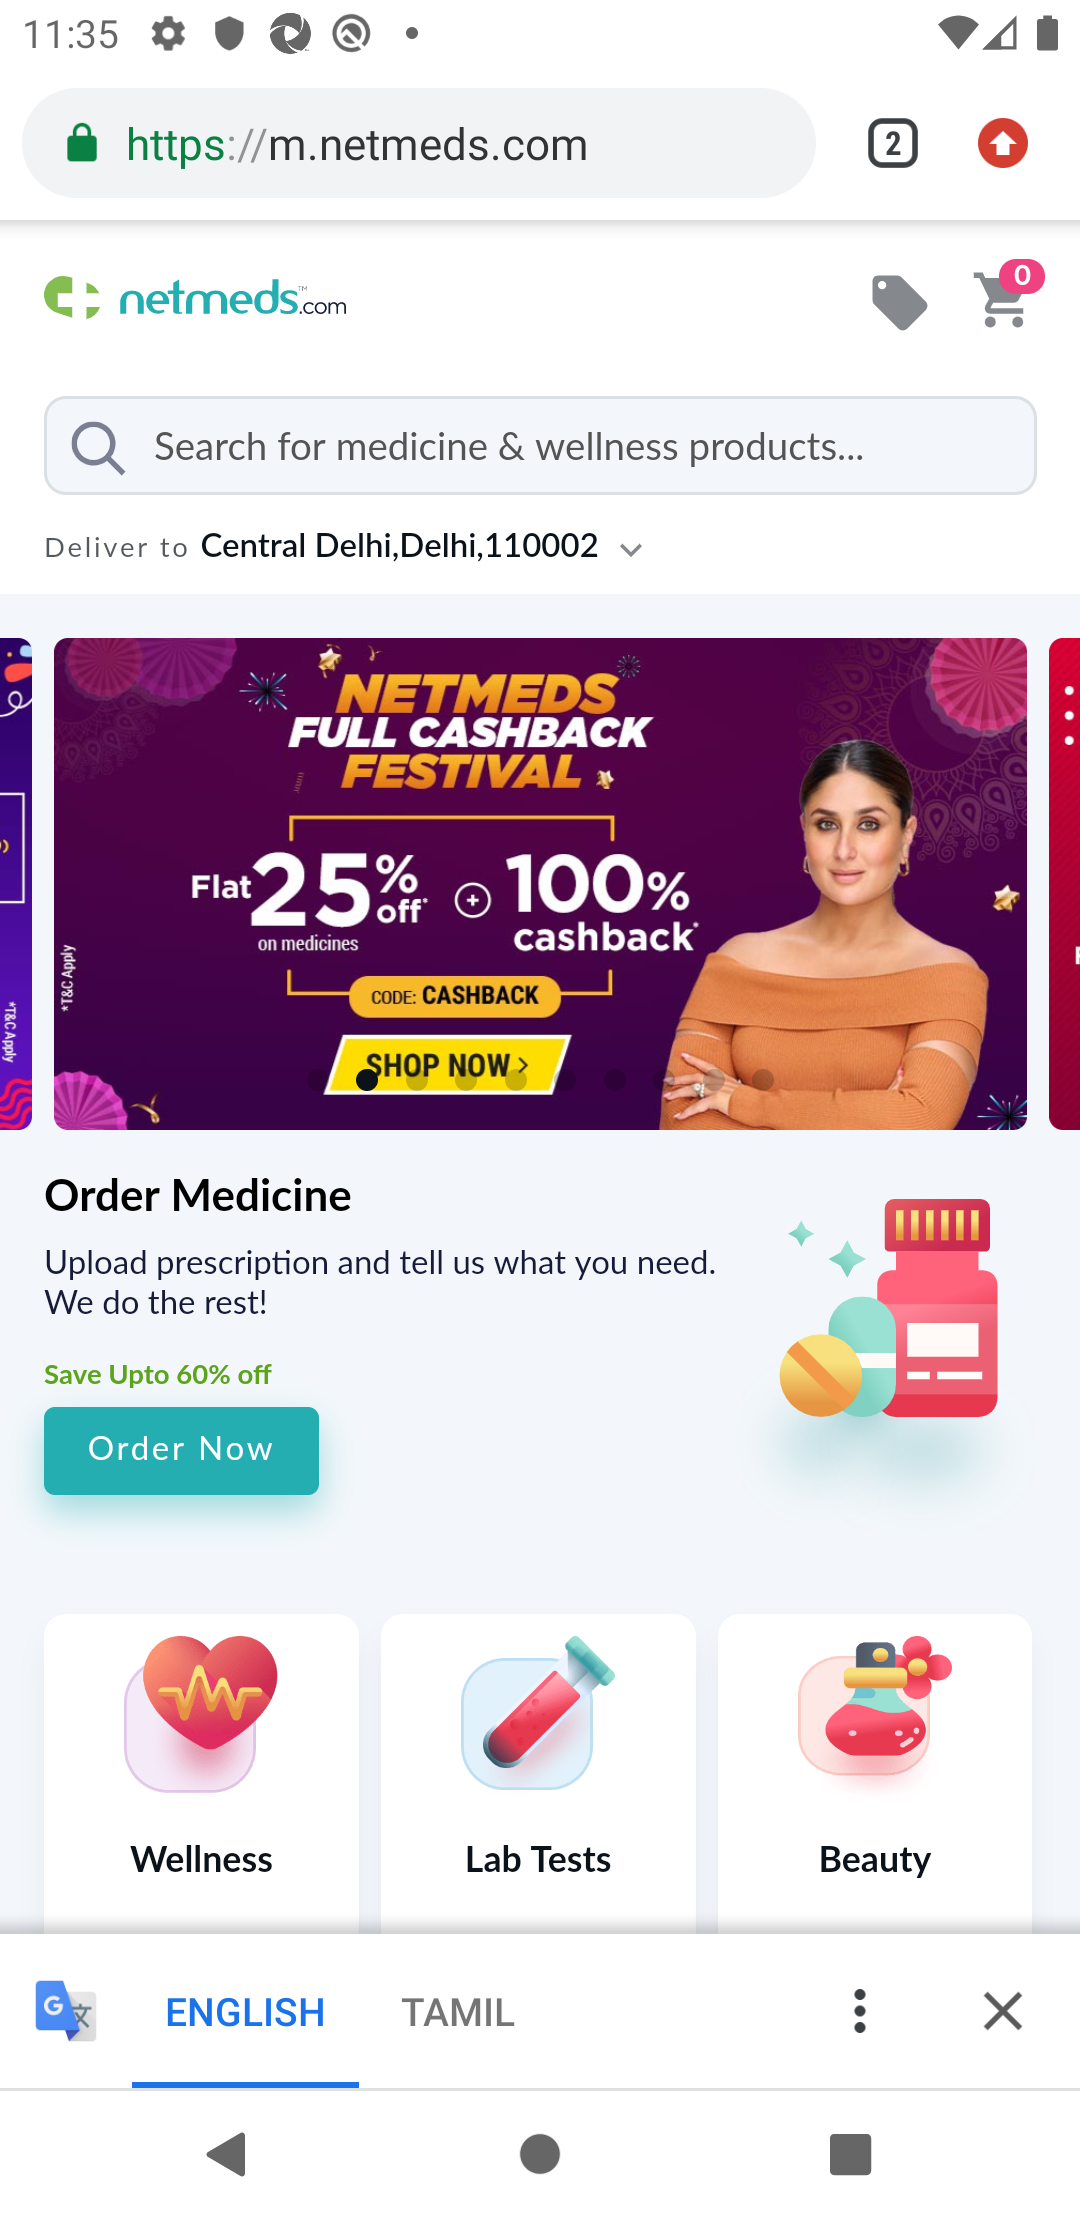 11:35
https://m.netmeds.com
2
netmeds.com™
0
Search for medicine & wellness products...
Deliver to Central Delhi,Delhi,110002
NETMEDS
FULL CASHBACK
FESTIVAL
Flat 25% off* + 100% cashback*
on medicines
CODE: CASHBACK
SHOP NOW >
*T&C Apply
*T&C Apply
Order Medicine
Upload prescription and tell us what you need.
We do the rest!
Save Upto 60% off
Order Now
Wellness
Lab Tests
Beauty
ENGLISH
TAMIL